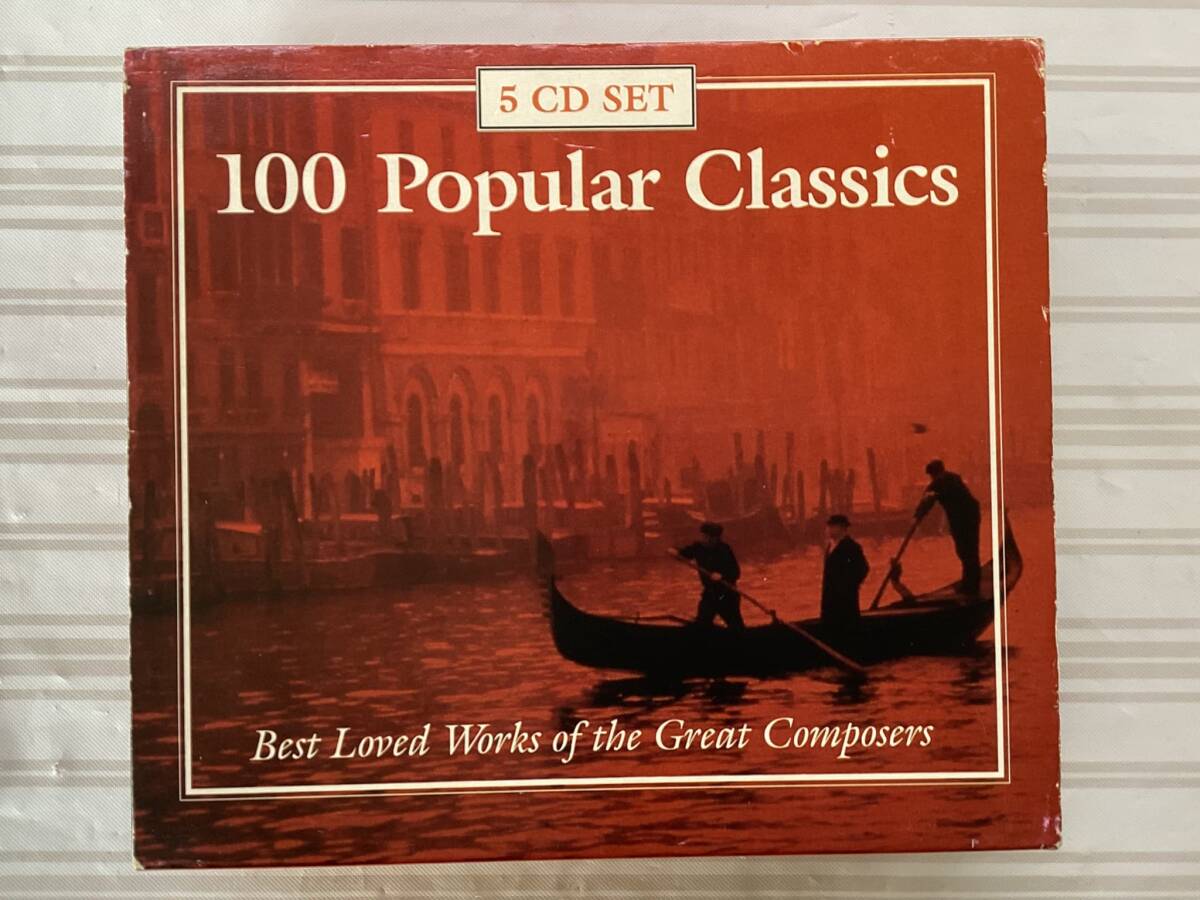 5 CD SET
100 Popular Classics
Best Loved Works of the Great Composers